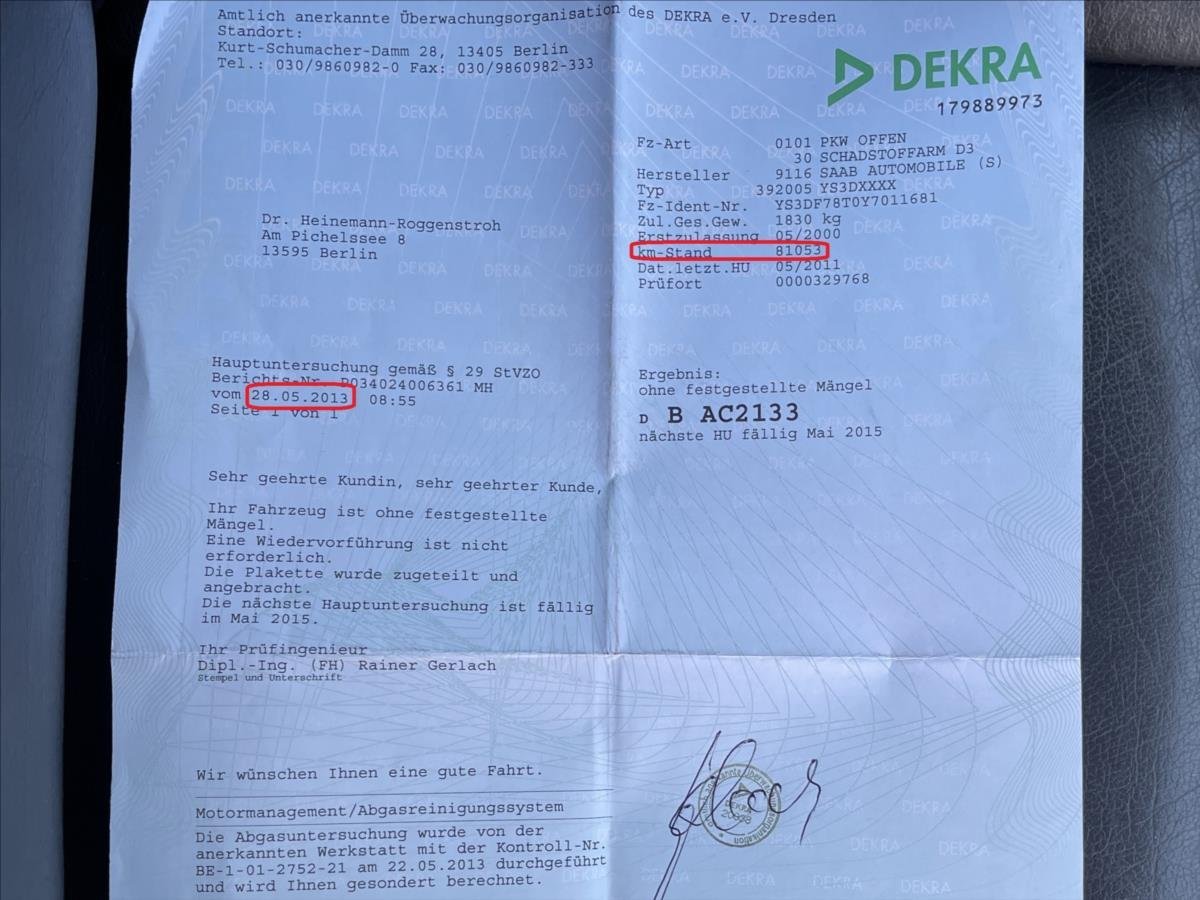 Amtlich anerkannte Überwachungsorganisation des DEKRA e.V. Dresden
Standort:
Kurt-Schumacher-Damm 28, 13405 Berlin
Tel.: 030/9860982-0 Fax: 030/9860982-333
DEKRA
179889973
Fz-Art 0101 PKW OFFEN
30 SCHADSTOFFARM D3
Hersteller 9116 SAAB AUTOMOBILE (S)
Typ 392005 YS3DXXXX
Fz-Ident-Nr. YS3DF78T0Y7011681
Zul.Ges.Gew. 1830 kg
Erstzulassung 05/2000
km-Stand 81053
Dat.letzt.HU 05/2011
Prüfort 0000329768
Dr. Heinemann-Roggenstroh
Am Pichelssee 8
13595 Berlin
Hauptuntersuchung gemäß § 29 StVZO
Berichts-Nr. P034024006361 MH
vom 28.05.2013 08:55
Seite 1 von 1
Ergebnis:
ohne festgestellte Mängel
D B AC2133
nächste HU fällig Mai 2015
Sehr geehrte Kundin, sehr geehrter Kunde,
Ihr Fahrzeug ist ohne festgestellte
Mängel.
Eine Wiedervorführung ist nicht
erforderlich.
Die Plakette wurde zugeteilt und
angebracht.
Die nächste Hauptuntersuchung ist fällig
im Mai 2015.
Ihr Prüfingenieur
Dipl.-Ing. (FH) Rainer Gerlach
Stempel und Unterschrift
Wir wünschen Ihnen eine gute Fahrt.
Motormanagement/Abgasreinigungssystem
Die Abgasuntersuchung wurde von der
anerkannten Werkstatt mit der Kontroll-Nr.
BE-1-01-2752-21 am 22.05.2013 durchgeführt
und wird Ihnen gesondert berechnet.
DEKRA